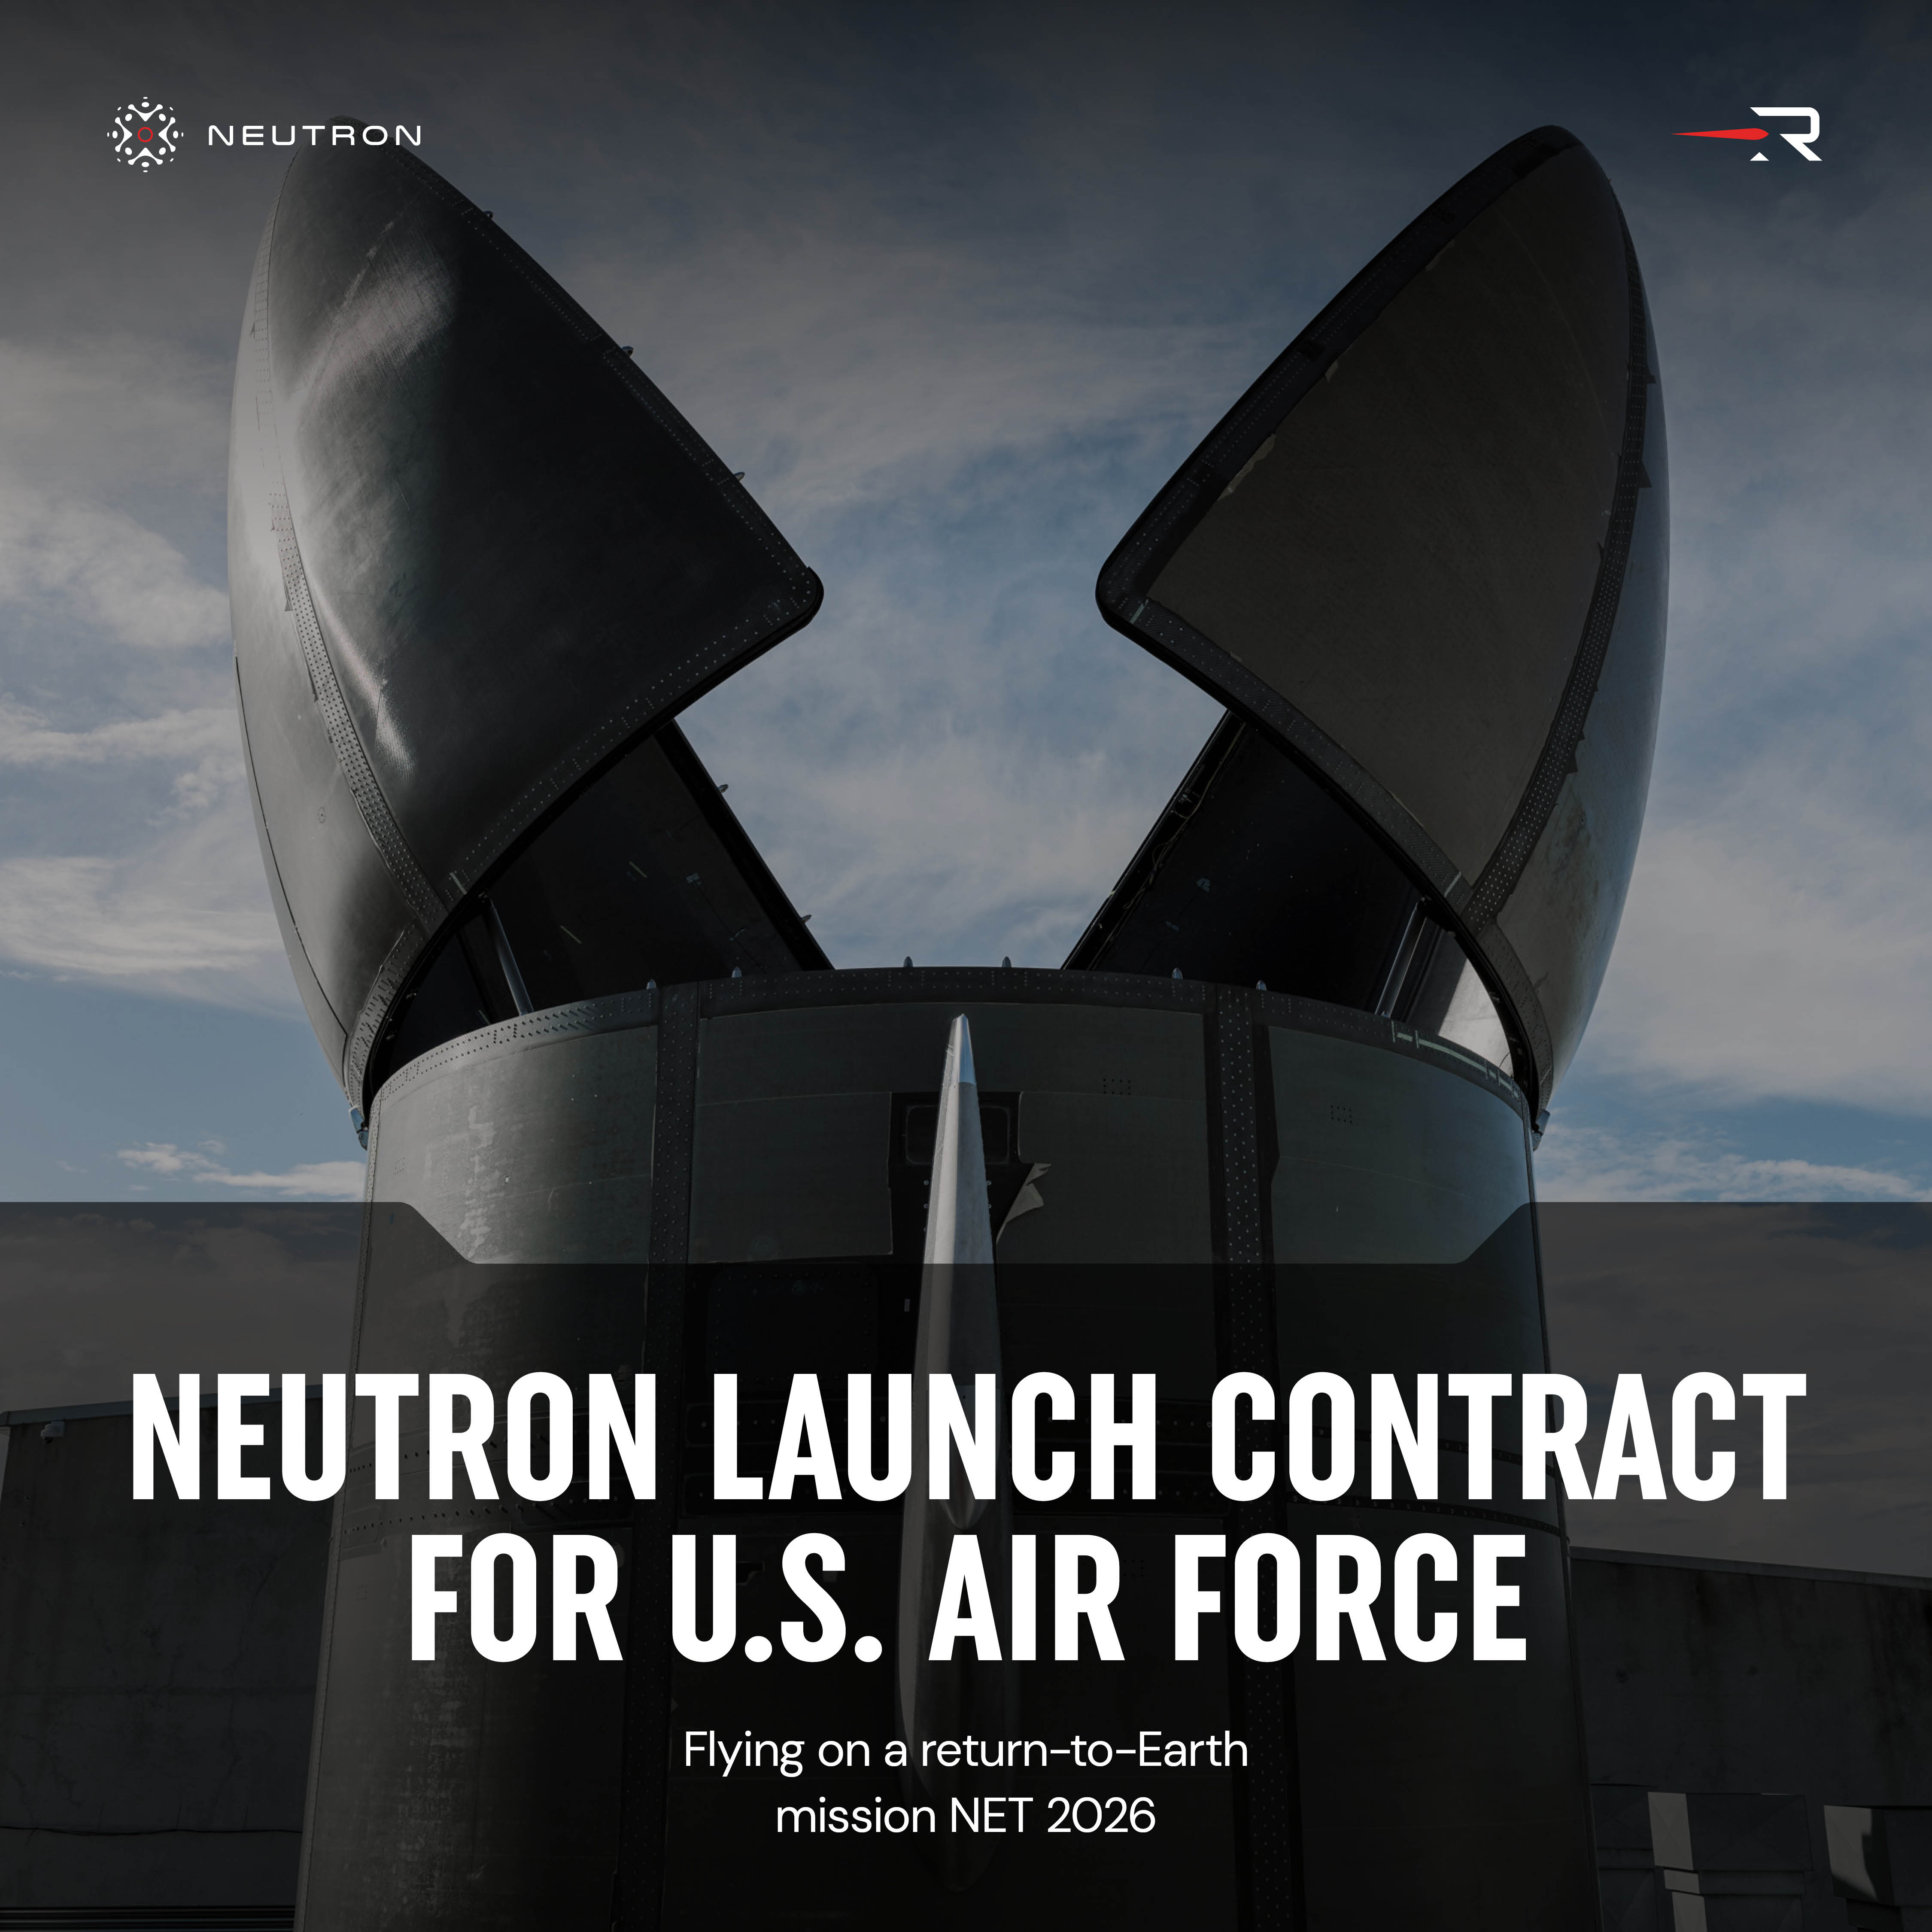 NEUTRON
NEUTRON LAUNCH CONTRACT
FOR U.S. AIR FORCE
Flying on a return-to-Earth
mission NET 2026